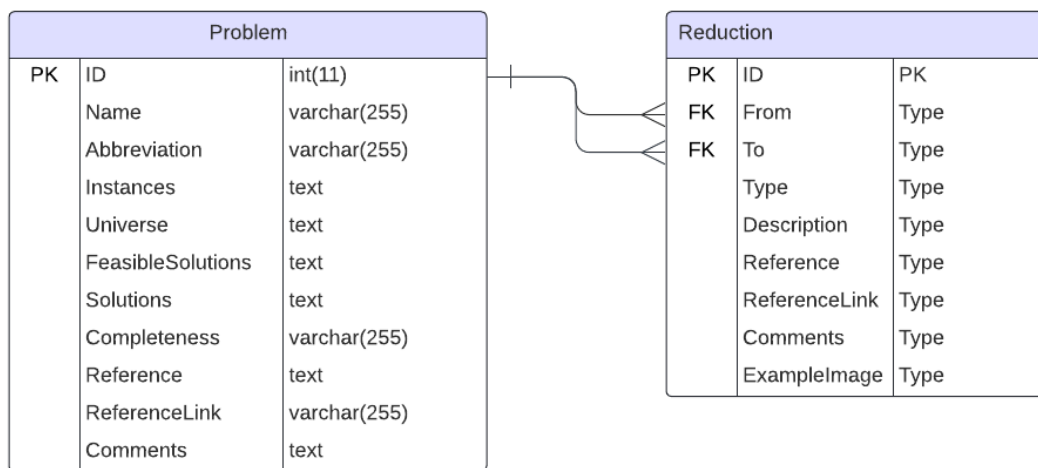 Problem
PK ID int(11)
Name varchar(255)
Abbreviation varchar(255)
Instances text
Universe text
FeasibleSolutions text
Solutions text
Completeness varchar(255)
Reference text
ReferenceLink varchar(255)
Comments text
Reduction
PK ID PK
FK From Type
FK To Type
Type Type
Description Type
Reference Type
ReferenceLink Type
Comments Type
ExampleImage Type